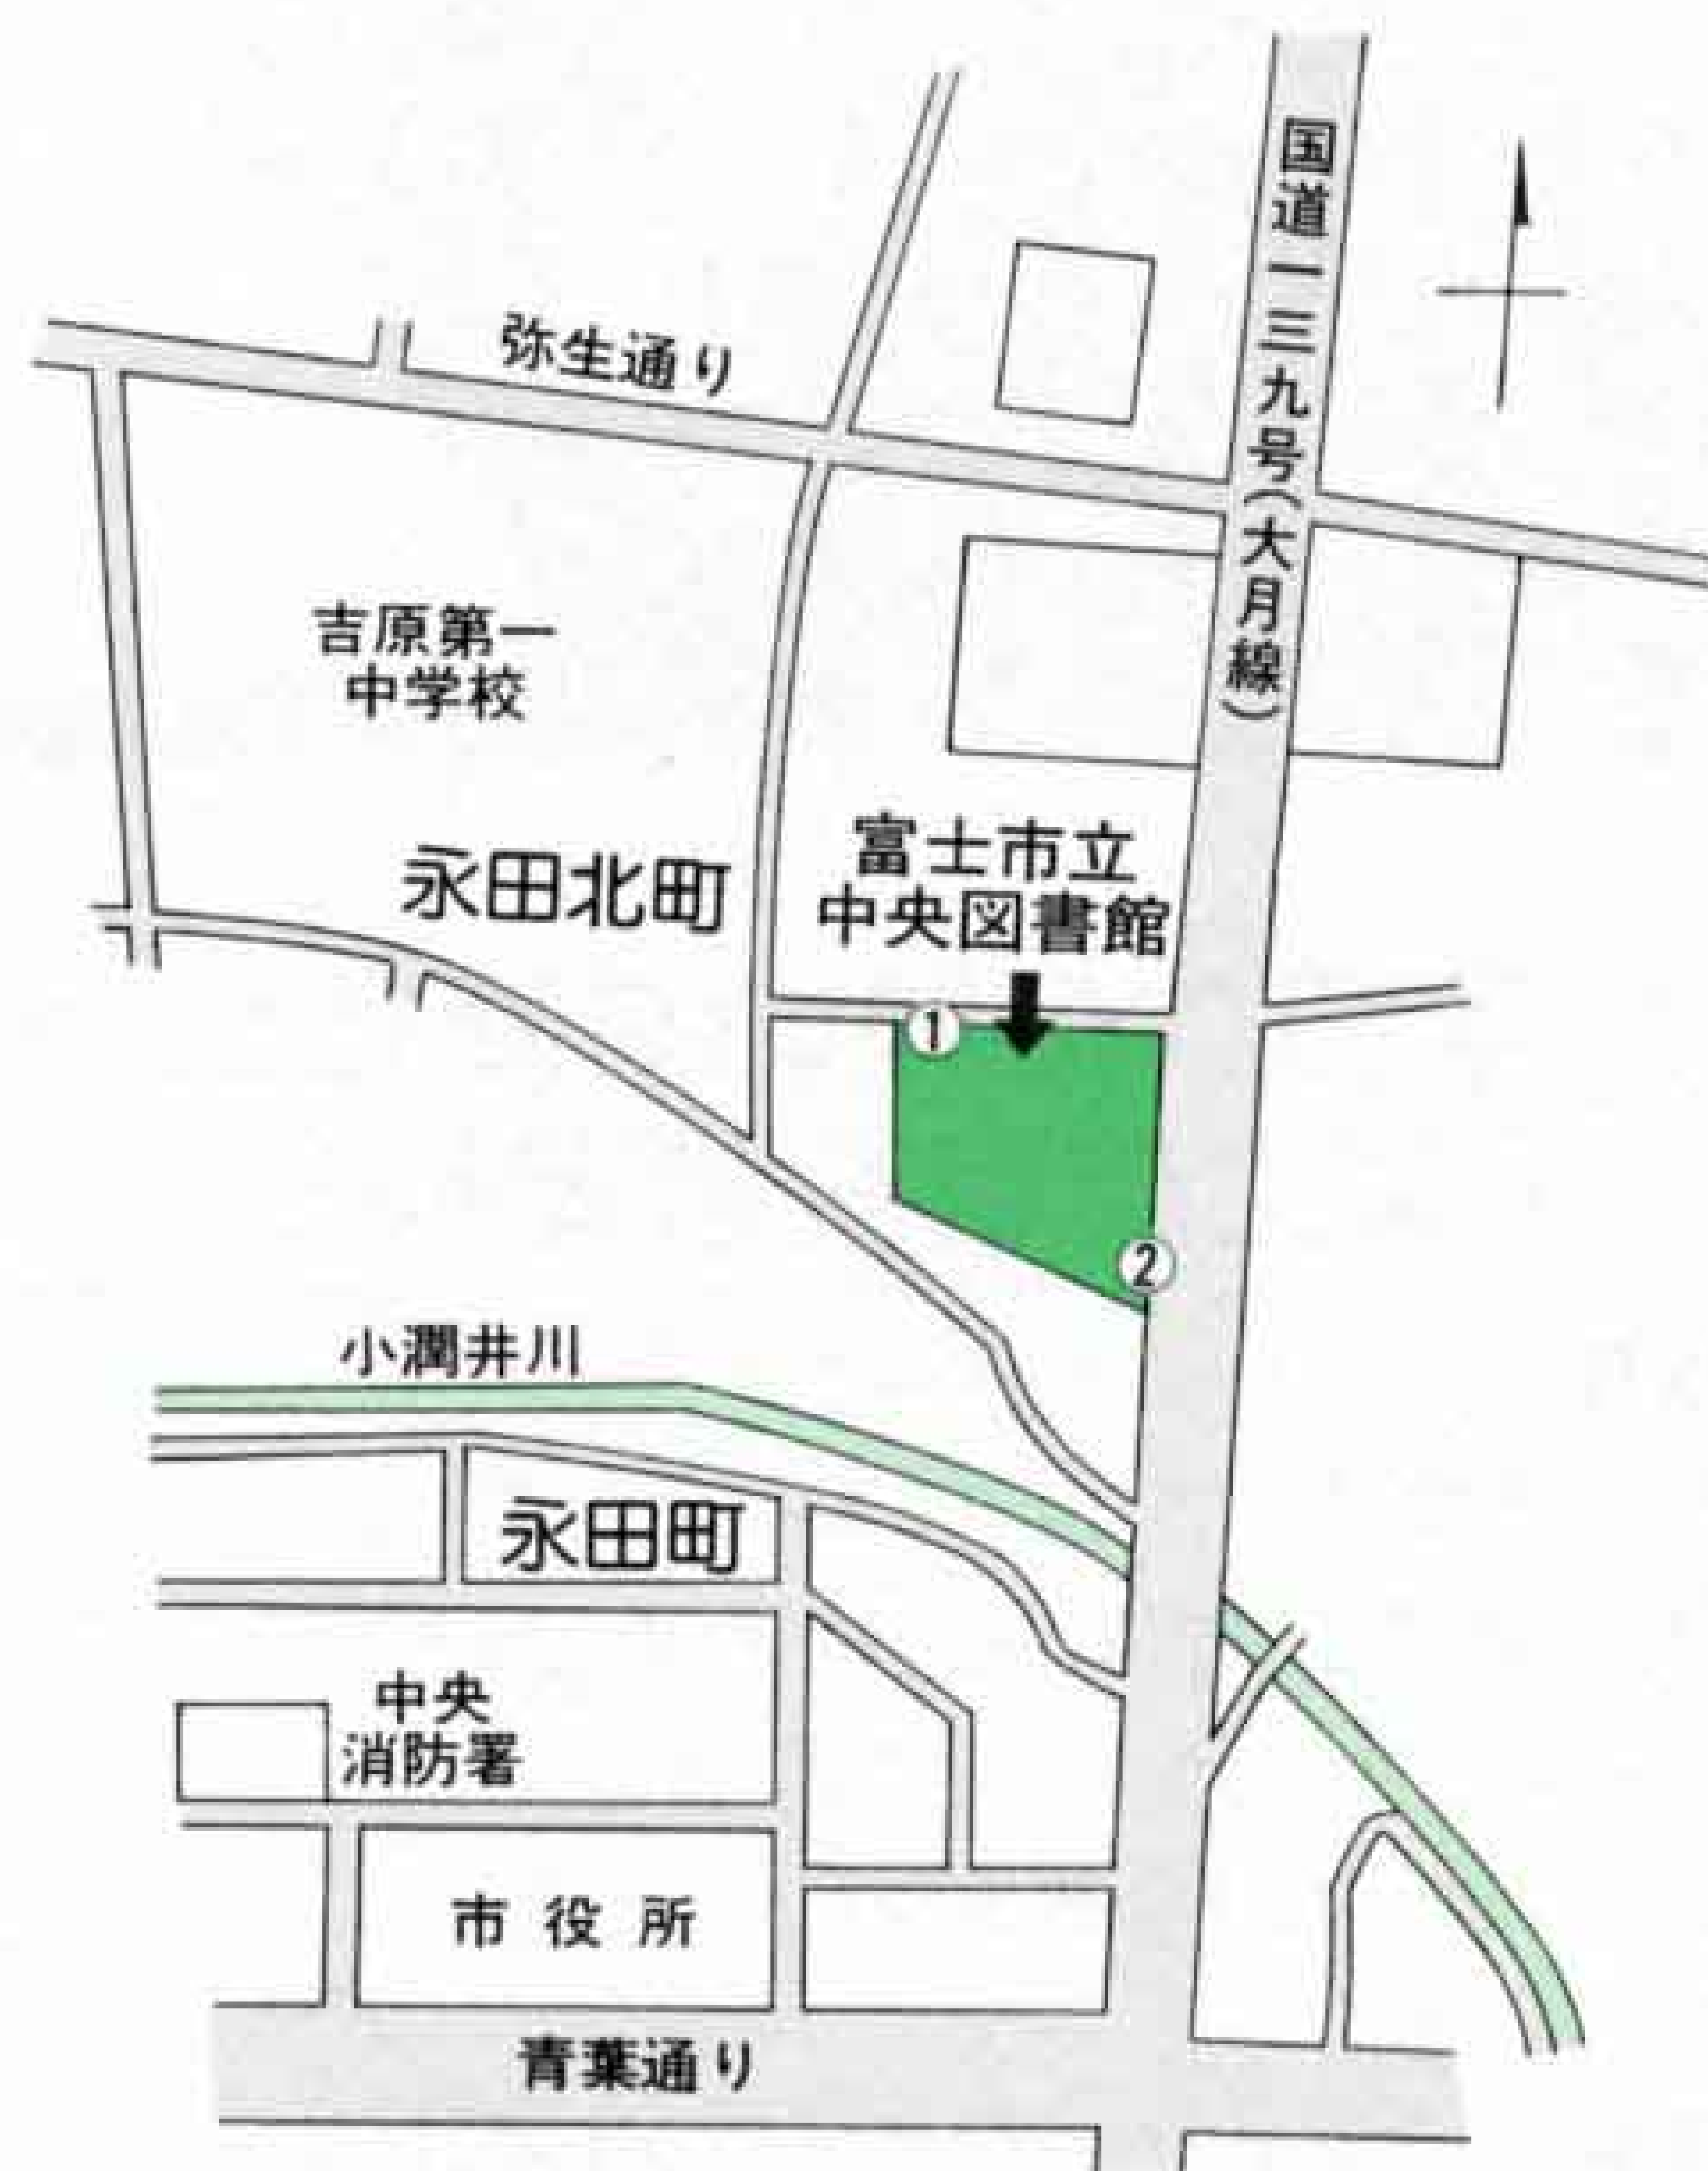 国道一三九号(大月線)
弥生通り
吉原第一
中学校
永田北町
富士市立
中央図書館
1
2
小潤井川
永田町
中央
消防署
市役所
青葉通り